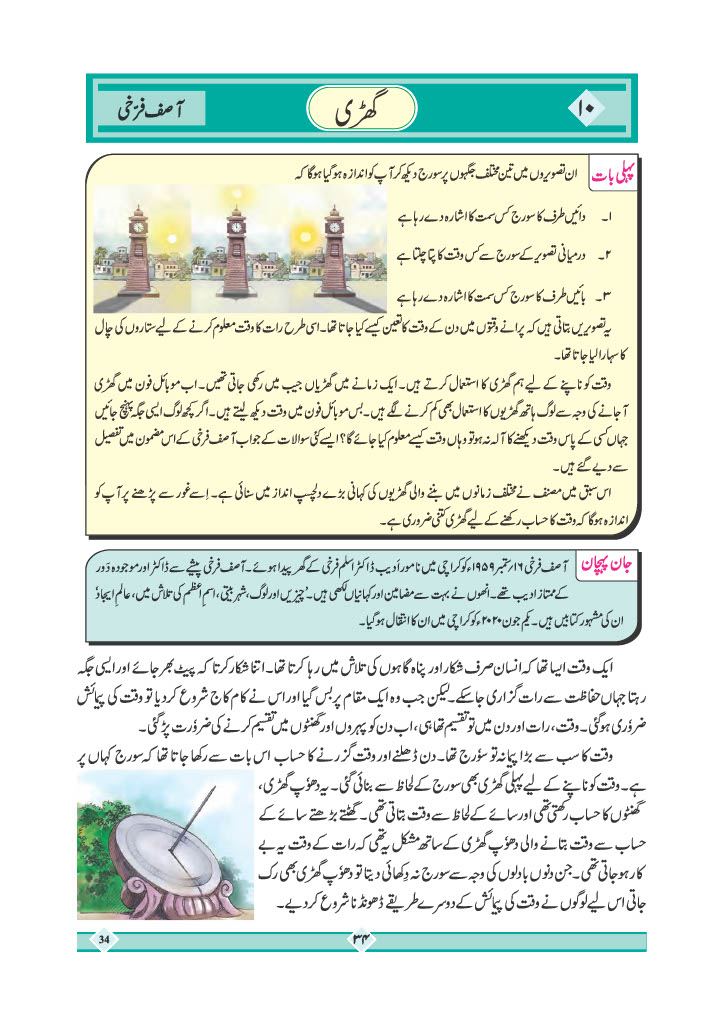 ۱۰
گھڑی
آصف فرّخی
پہلی بات
ان تصویروں میں تین مختلف جگہوں پر سورج دیکھ کر آپ کو اندازہ ہوگیا ہوگا کہ
۱۔ دائیں طرف کا سورج کس سمت کا اشارہ دے رہا ہے
۲۔ درمیانی تصویر کے سورج سے کس وقت کا پتا چلتا ہے
۳۔ بائیں طرف کا سورج کس سمت کا اشارہ دے رہا ہے
یہ تصویریں بتاتی ہیں کہ پرانے وقتوں میں دن کے وقت کا تعین کیسے کیا جاتا تھا۔ اسی طرح رات کا وقت معلوم کرنے کے لیے ستاروں کی چال
کا سہارا لیا جاتا تھا۔
وقت کو ناپنے کے لیے ہم گھڑی کا استعمال کرتے ہیں۔ ایک زمانے میں گھڑیاں جیب میں رکھی جاتی تھیں۔ اب موبائل فون میں گھڑی
آجانے کی وجہ سے لوگ ہاتھ گھڑیوں کا استعمال بھی کم کرنے لگے ہیں۔ بس موبائل فون میں وقت دیکھ لیتے ہیں۔ اگر کچھ لوگ ایسی جگہ پہنچ جائیں
جہاں کسی کے پاس وقت دیکھنے کا آلہ نہ ہو تو وہاں وقت کیسے معلوم کیا جائے گا؟ ایسے کئی سوالات کے جواب آصف فرخی کے اس مضمون میں تفصیل
سے دیے گئے ہیں۔
اس سبق میں مصنف نے مختلف زمانوں میں بننے والی گھڑیوں کی کہانی بڑے دلچسپ انداز میں سنائی ہے۔ اِسے غور سے پڑھنے پر آپ کو
اندازہ ہوگا کہ وقت کا حساب رکھنے کے لیے گھڑی کتنی ضروری ہے۔
جان پہچان
آصف فرخی ۱۶؍ستمبر ۱۹۵۹ء کو کراچی میں نامور ادیب ڈاکٹر اسلم فرخی کے گھر پیدا ہوئے۔ آصف فرخی پیشے سے ڈاکٹر اور موجودہ دَور
کے ممتاز ادیب تھے۔ انھوں نے بہت سے مضامین اور کہانیاں لکھی ہیں۔ 'چیزیں اور لوگ، شہر بیتی، اسمِ اعظم کی تلاش میں، عالمِ ایجاد'
ان کی مشہور کتابیں ہیں۔ یکم جون ۲۰۲۰ء کو کراچی میں ان کا انتقال ہوگیا۔
ایک وقت ایسا تھا کہ انسان صرف شکار اور پناہ گاہوں کی تلاش میں رہا کرتا تھا۔ اتنا شکار کرتا کہ پیٹ بھر جائے اور ایسی جگہ
رہتا جہاں حفاظت سے رات گزاری جا سکے۔ لیکن جب وہ ایک مقام پر بس گیا اور اس نے کام کاج شروع کر دیا تو وقت کی پیمائش
ضروری ہوگئی۔ وقت، رات اور دن میں تو تقسیم تھا ہی، اب دن کو پہروں اور گھنٹوں میں تقسیم کرنے کی ضرورت پڑ گئی۔
وقت کا سب سے بڑا پیمانہ تو سورج تھا۔ دن ڈھلنے اور وقت گزرنے کا حساب اس بات سے رکھا جاتا تھا کہ سورج کہاں پر
ہے۔ وقت کو ناپنے کے لیے پہلی گھڑی بھی سورج کے لحاظ سے بنائی گئی۔ یہ دھوٗپ گھڑی،
گھنٹوں کا حساب رکھتی تھی اور سائے کے لحاظ سے وقت بتاتی تھی۔ گھٹتے بڑھتے سائے کے
حساب سے وقت بتانے والی دھوٗپ گھڑی کے ساتھ مشکل یہ تھی کہ رات کے وقت یہ بے
کار ہو جاتی تھی۔ جن دنوں بادلوں کی وجہ سے سورج نہ دِکھائی دیتا تو دھوٗپ گھڑی بھی رک
جاتی اس لیے لوگوں نے وقت کی پیمائش کے دوسرے طریقے ڈھونڈنا شروع کر دیے۔
34
۳۴